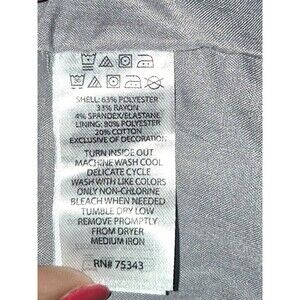 SHELL: 63% POLYESTER
33% RAYON
4% SPANDEX/ELASTANE
LINING: 80% POLYESTER
20% COTTON
EXCLUSIVE OF DECORATION
TURN INSIDE OUT
MACHINE WASH COOL
DELICATE CYCLE
WASH WITH LIKE COLORS
ONLY NON-CHLORINE
BLEACH WHEN NEEDED
TUMBLE DRY LOW
REMOVE PROMPTLY
FROM DRYER
MEDIUM IRON
RN# 75343